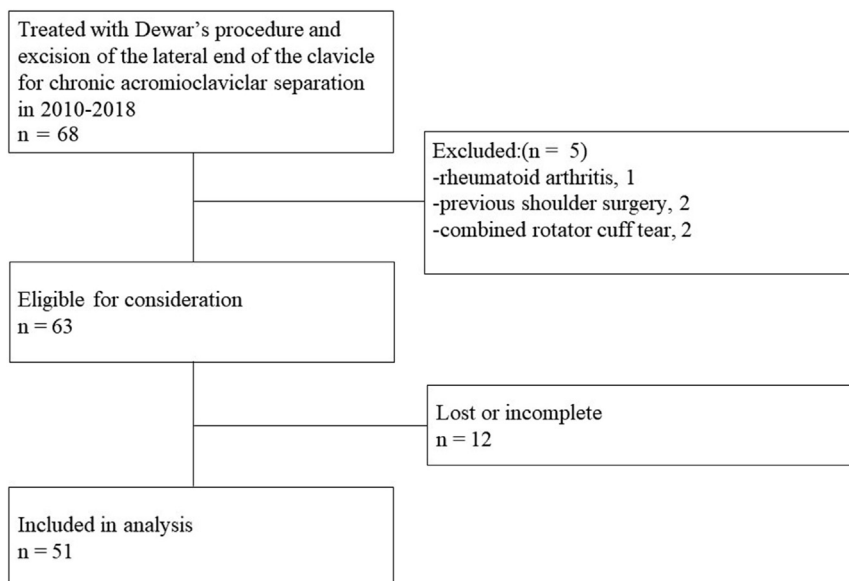 Treated with Dewar's procedure and
excision of the lateral end of the clavicle
for chronic acromioclaviclar separation
in 2010-2018
n = 68
Excluded:(n = 5)
-rheumatoid arthritis, 1
-previous shoulder surgery, 2
-combined rotator cuff tear, 2
Eligible for consideration
n = 63
Lost or incomplete
n = 12
Included in analysis
n = 51